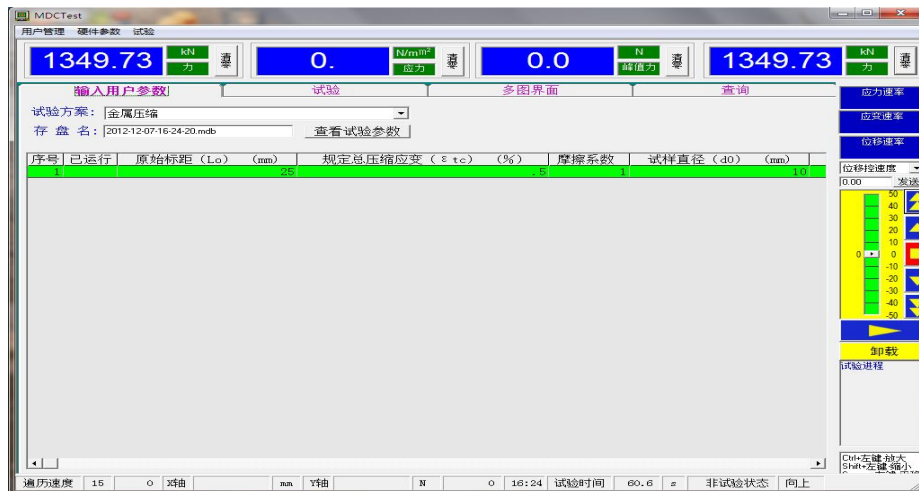 MDCTest
用户管理 硬件参数 试验
1349.73 kN 力 清零 0. N/mm² 应力 清零 0.0 N 峰值力 清零 1349.73 kN 力 清零
输入用户参数 试验 多图界面 查询
试验方案： 金属压缩
存 盘 名： 2012-12-07-16-24-20.mdb 查看试验参数
序号 已运行 原始标距（Lo） (mm) 规定总压缩应变（εtc） (%) 摩擦系数 试样直径（d0） (mm)
1 25 .5 1 10
应力速率
应变速率
位移速率
位移控速度
0.00 发送
50
40
30
20
10
0 0
-10
-20
-30
-40
-50
卸载
试验进程
Ctrl+左键-放大
Shift+左键-缩小
遍历速度 15 0 X轴 mm Y轴 N 0 16:24 试验时间 60.6 s 非试验状态 向上